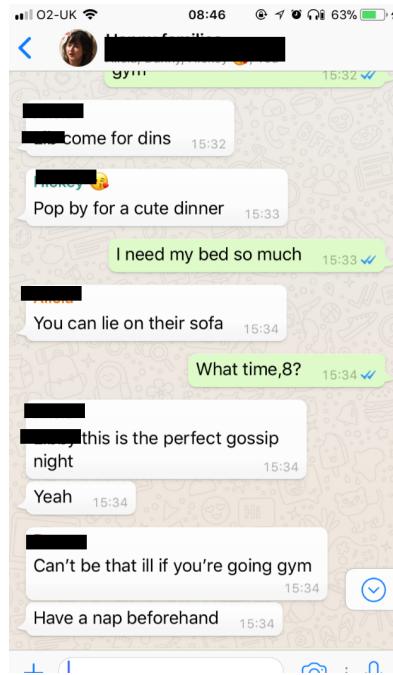 O2-UK 08:46 63%
gym 15:32
come for dins 15:32
Pop by for a cute dinner 15:33
I need my bed so much 15:33
You can lie on their sofa 15:34
What time,8? 15:34
this is the perfect gossip
night 15:34
Yeah 15:34
Can't be that ill if you're going gym
15:34
Have a nap beforehand 15:34